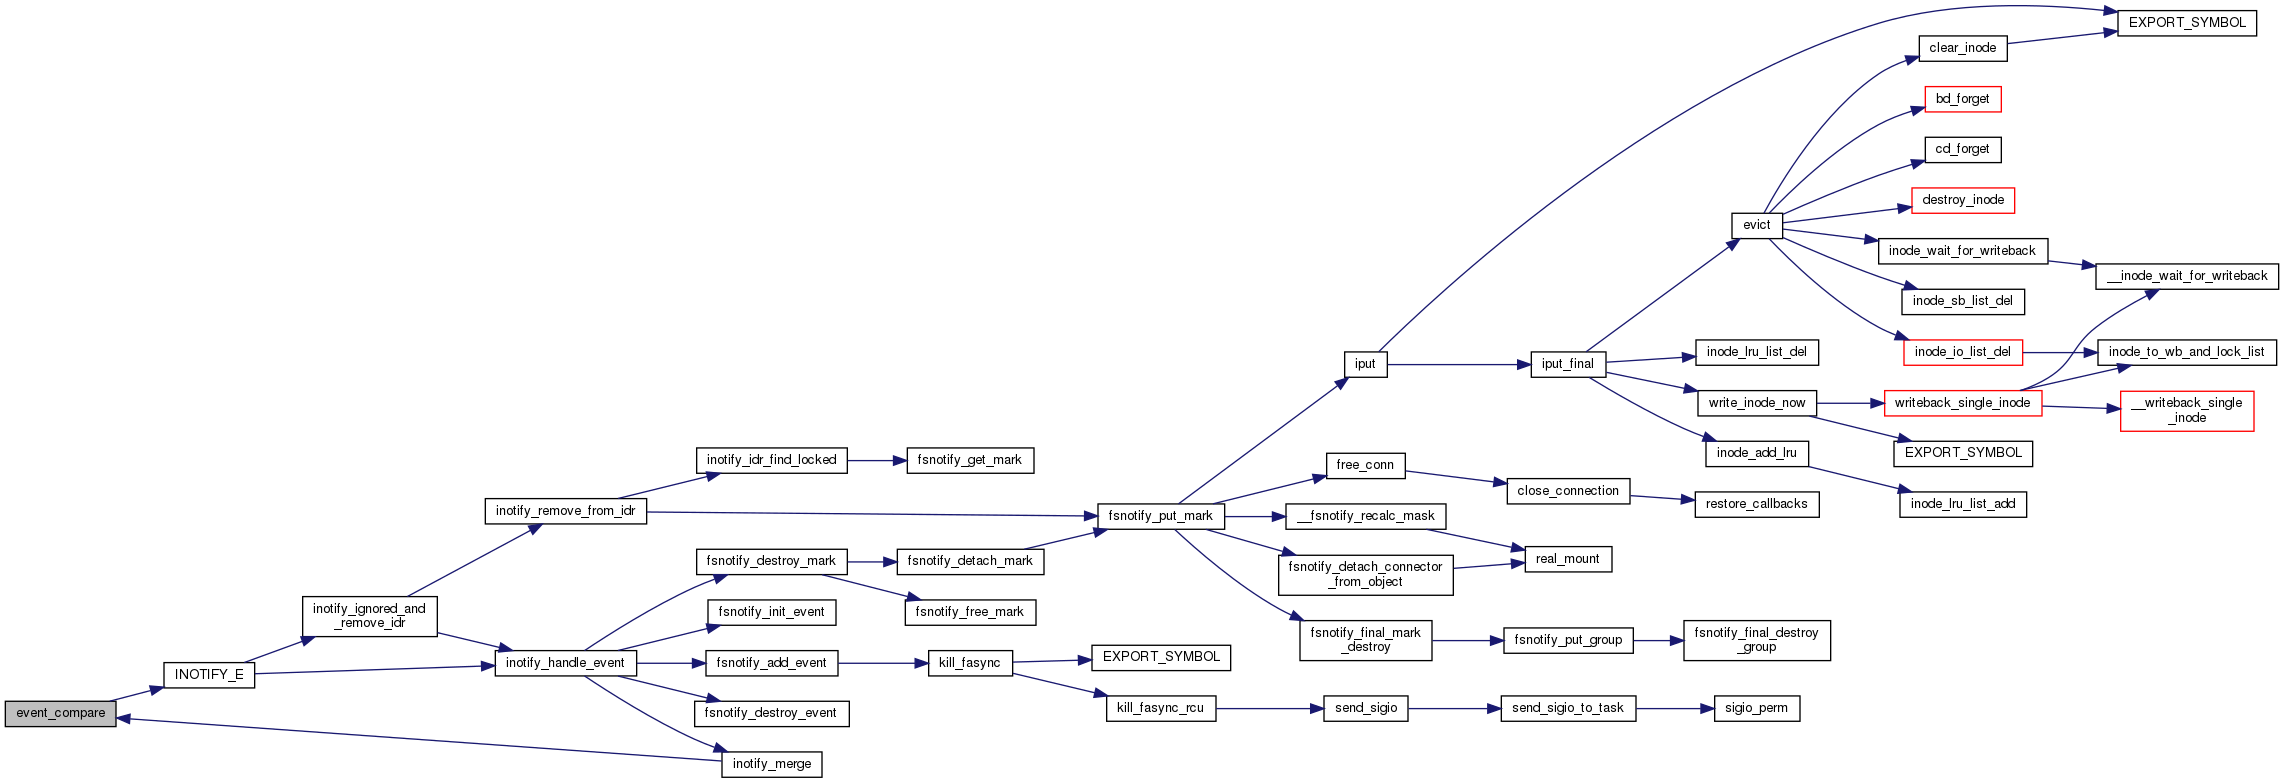 EXPORT_SYMBOL
clear_inode
bd_forget
cd_forget
destroy_inode
evict
inode_wait_for_writeback
__inode_wait_for_writeback
inode_sb_list_del
iput
iput_final
inode_lru_list_del
inode_io_list_del
inode_to_wb_and_lock_list
write_inode_now
writeback_single_inode
__writeback_single
_inode
inode_add_lru
EXPORT_SYMBOL
inode_lru_list_add
inotify_idr_find_locked
fsnotify_get_mark
free_conn
close_connection
restore_callbacks
inotify_remove_from_idr
fsnotify_put_mark
__fsnotify_recalc_mask
real_mount
fsnotify_destroy_mark
fsnotify_detach_mark
fsnotify_detach_connector
_from_object
inotify_ignored_and
_remove_idr
fsnotify_init_event
fsnotify_free_mark
fsnotify_final_mark
_destroy
fsnotify_put_group
fsnotify_final_destroy
_group
INOTIFY_E
inotify_handle_event
fsnotify_add_event
kill_fasync
EXPORT_SYMBOL
event_compare
fsnotify_destroy_event
kill_fasync_rcu
send_sigio
send_sigio_to_task
sigio_perm
inotify_merge